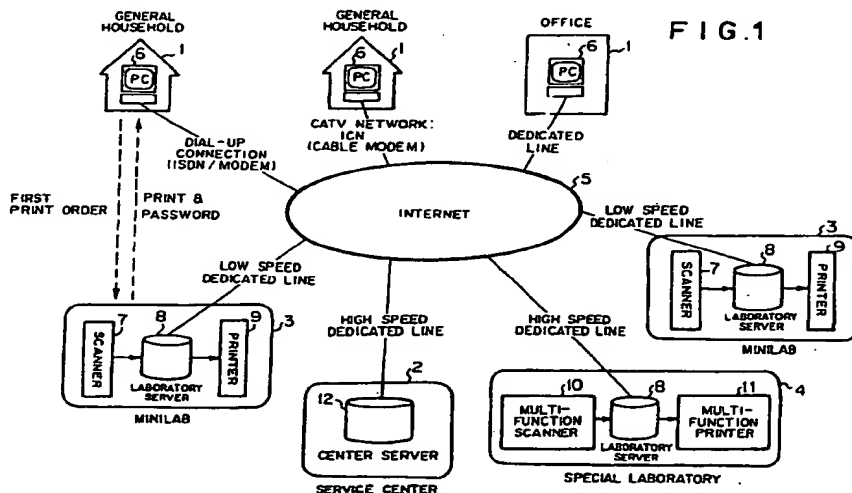 FIG.1
GENERAL
HOUSEHOLD
1
6
PC
GENERAL
HOUSEHOLD
1
6
PC
OFFICE
6
1
PC
DIAL-UP
CONNECTION
(ISDN/MODEM)
CATV NETWORK:
ICN
(CABLE MODEM)
DEDICATED
LINE
FIRST
PRINT ORDER
PRINT &
PASSWORD
INTERNET
5
LOW SPEED
DEDICATED LINE
LOW SPEED
DEDICATED LINE
HIGH SPEED
DEDICATED LINE
HIGH SPEED
DEDICATED LINE
7
8
9
3
SCANNER
LABORATORY
SERVER
PRINTER
MINILAB
3
7
8
9
SCANNER
LABORATORY
SERVER
PRINTER
MINILAB
2
12
CENTER SERVER
SERVICE CENTER
10
8
11
4
MULTI-
FUNCTION
SCANNER
LABORATORY
SERVER
MULTI-
FUNCTION
PRINTER
SPECIAL LABORATORY